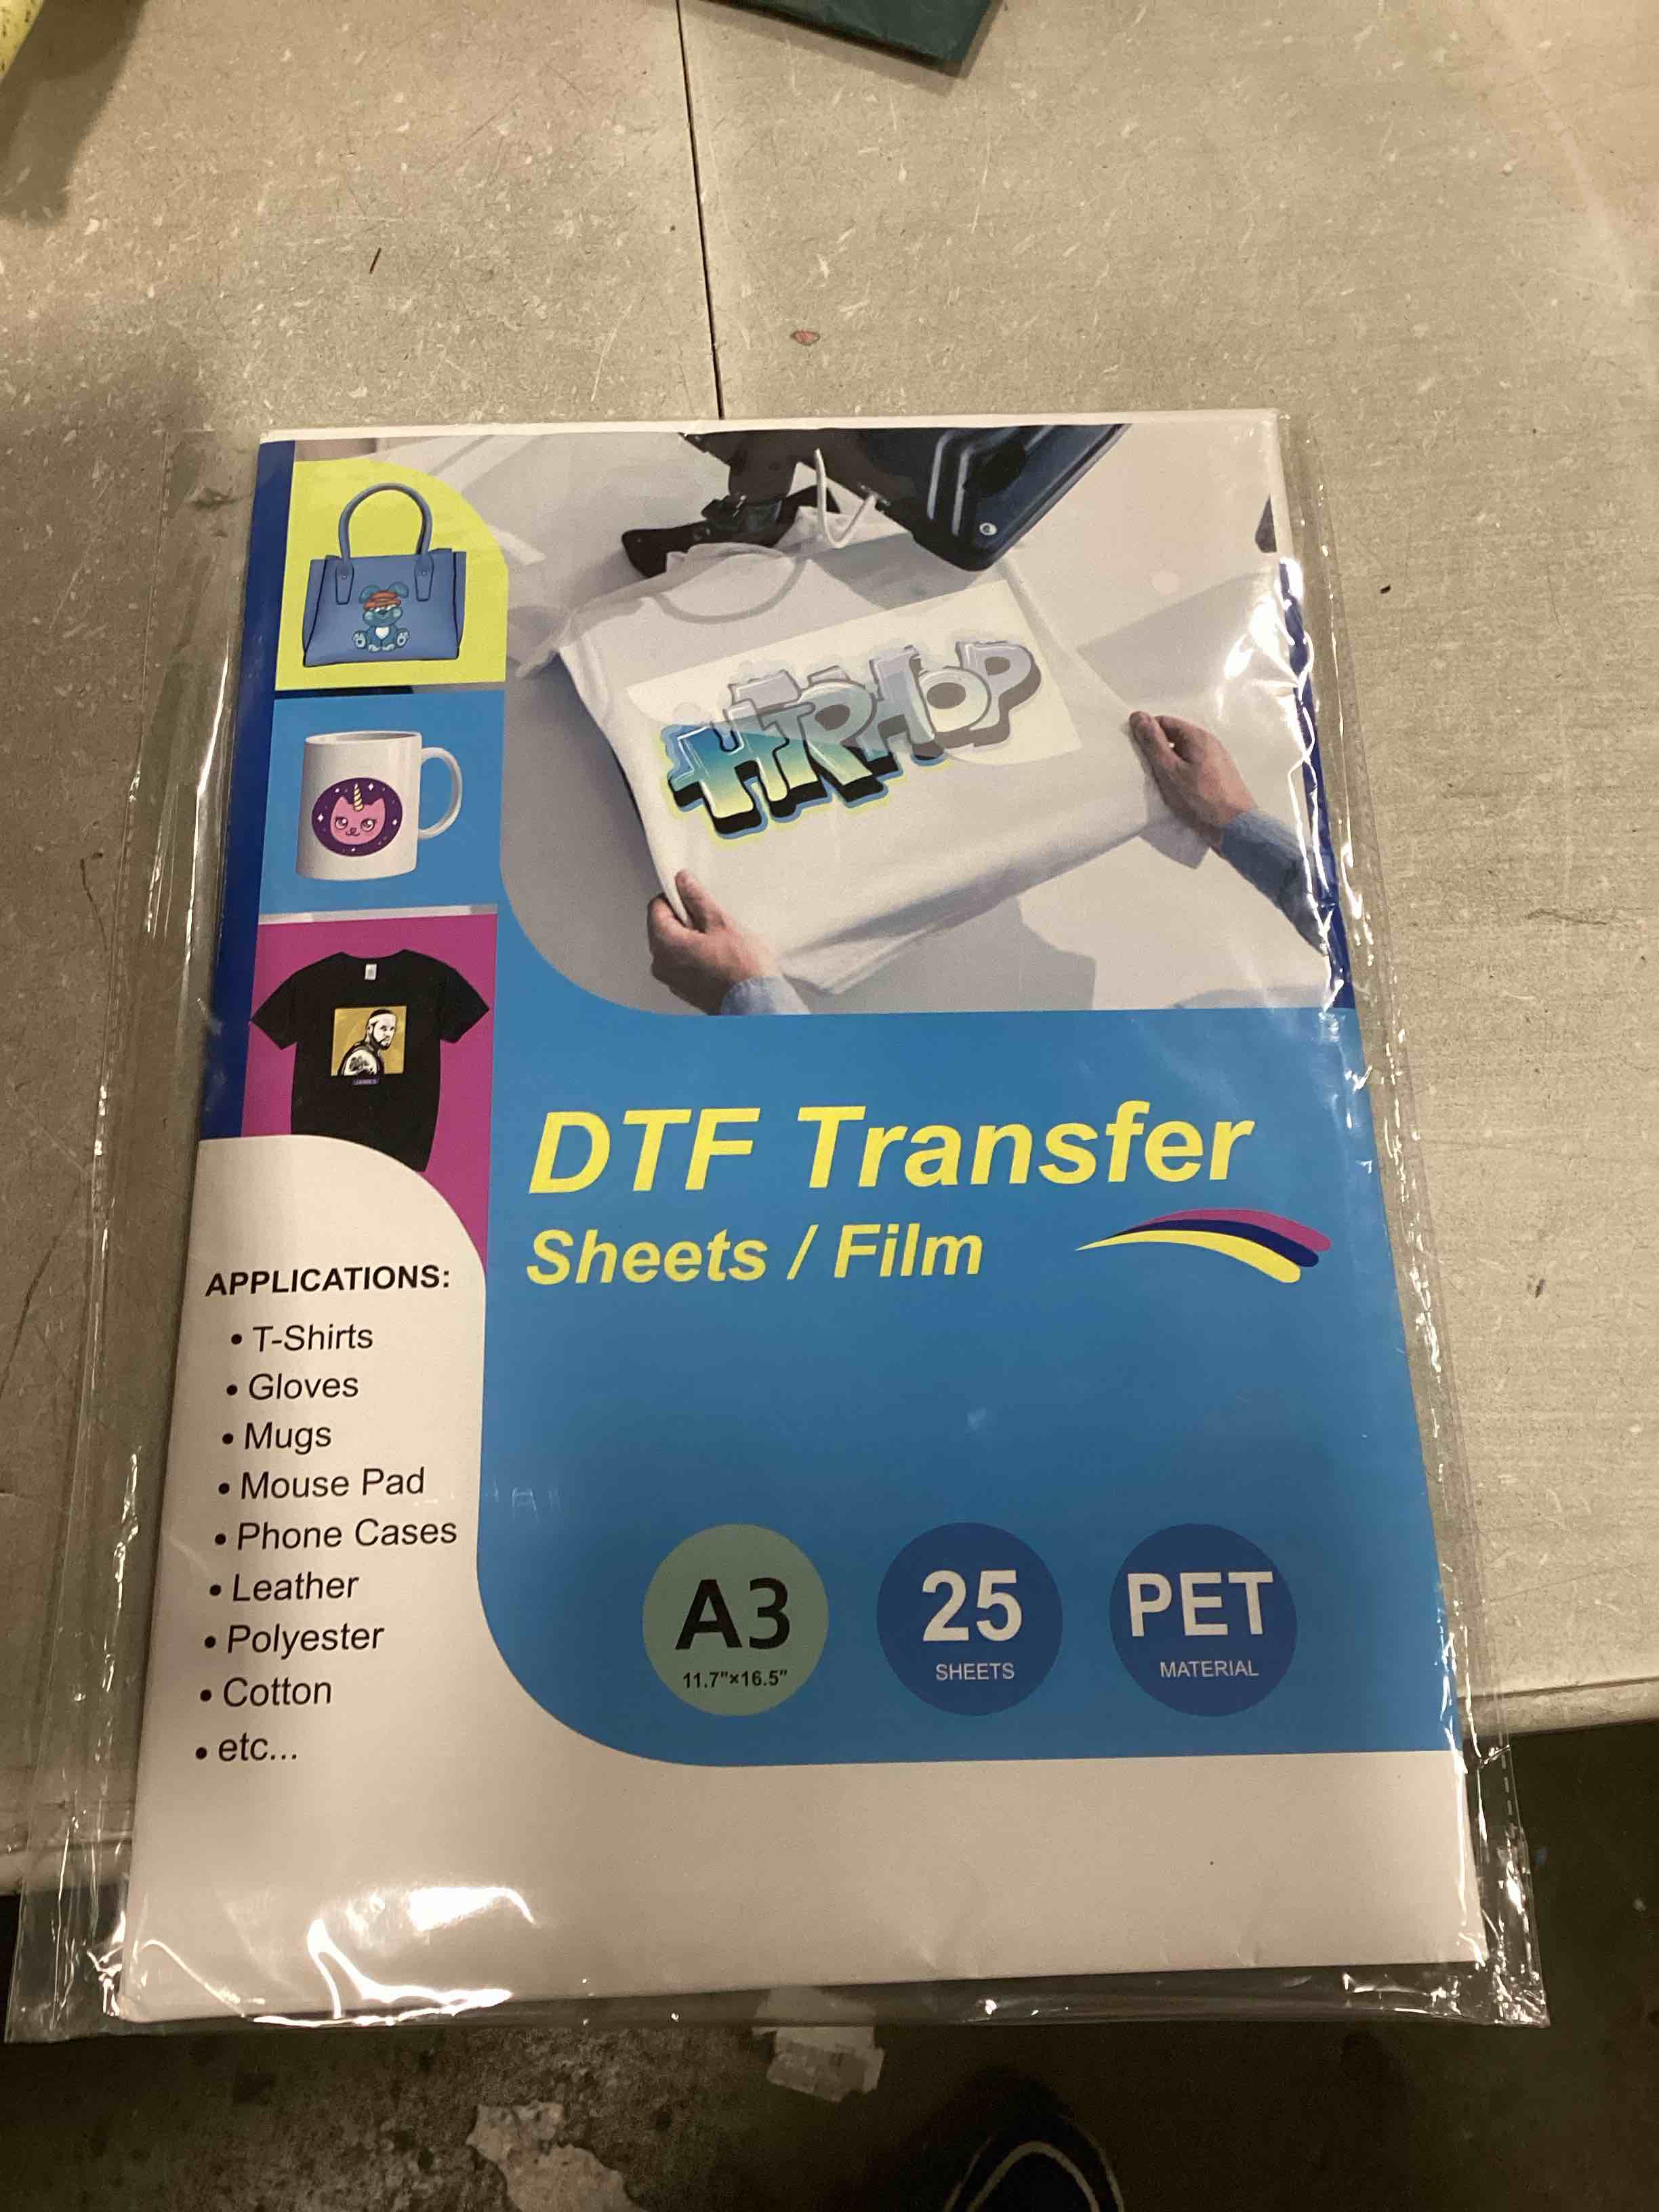 HIPHOP
DTF Transfer
Sheets / Film
APPLICATIONS:
• T-Shirts
• Gloves
• Mugs
• Mouse Pad
• Phone Cases
• Leather
• Polyester
• Cotton
• etc...
A3
11.7"×16.5"
25
SHEETS
PET
MATERIAL